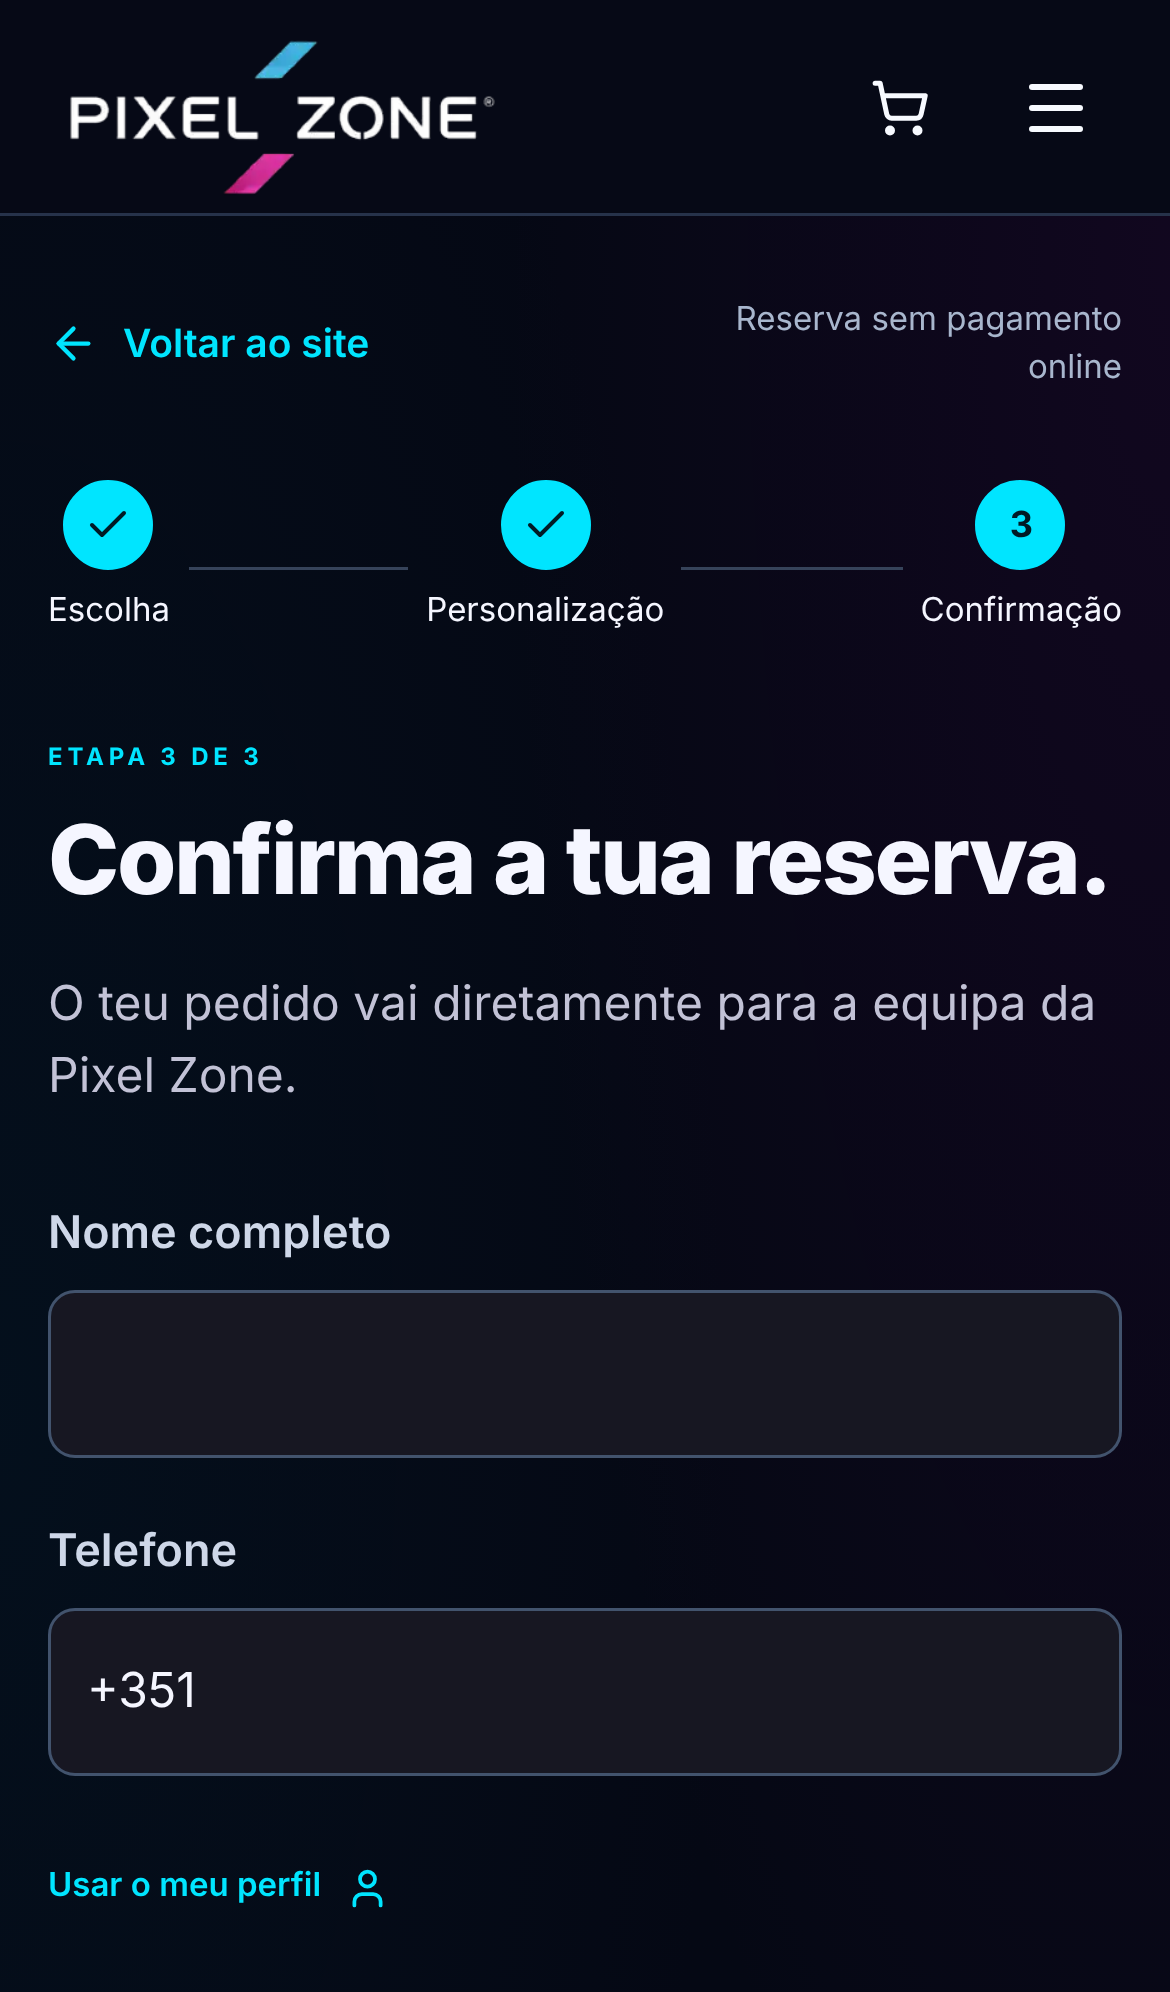 PIXEL ZONE®
Voltar ao site
Reserva sem pagamento
online
3
Escolha
Personalização
Confirmação
ETAPA 3 DE 3
Confirma a tua reserva.
O teu pedido vai diretamente para a equipa da
Pixel Zone.
Nome completo
Telefone
+351
Usar o meu perfil